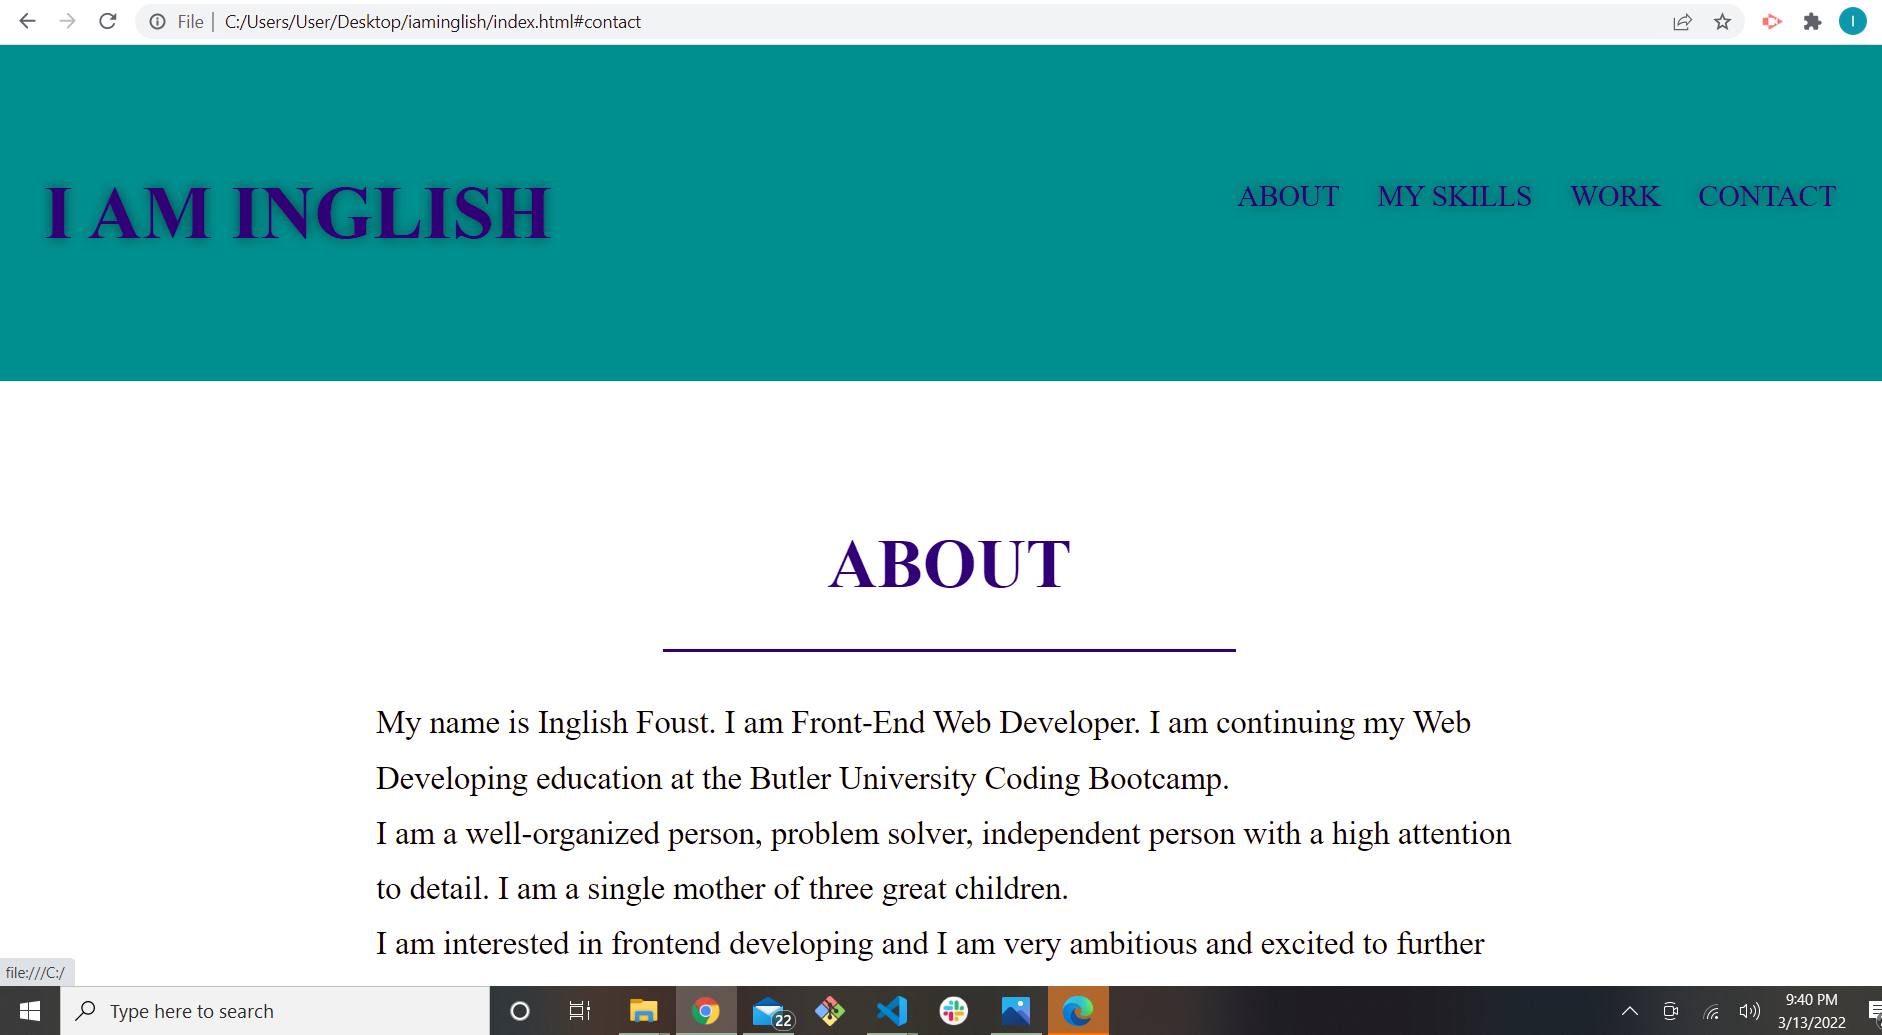 File | C:/Users/User/Desktop/iaminglish/index.html#contact
I
I AM INGLISH
ABOUT MY SKILLS WORK CONTACT
ABOUT
My name is Inglish Foust. I am Front-End Web Developer. I am continuing my Web
Developing education at the Butler University Coding Bootcamp.
I am a well-organized person, problem solver, independent person with a high attention
to detail. I am a single mother of three great children.
I am interested in frontend developing and I am very ambitious and excited to further
file:///C:/
Type here to search
22
9:40 PM
3/13/2022